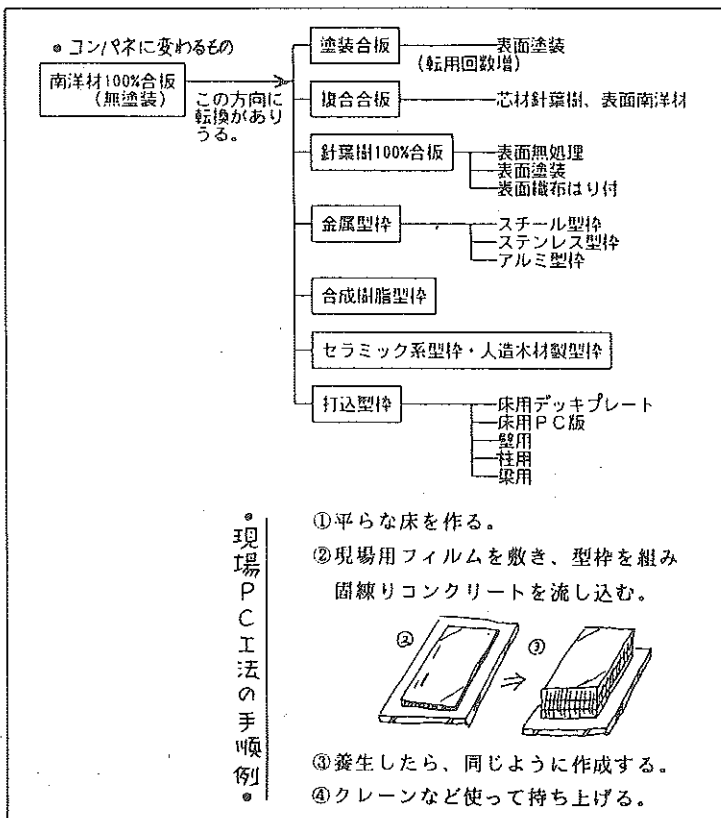 • コンパネに変わるもの
南洋材100%合板
(無塗装)
この方向に
転換があり
うる。
塗装合板
表面塗装
(転用回数増)
複合合板
芯材針葉樹、表面南洋材
針葉樹100%合板
表面無処理
表面塗装
表面織布はり付
金属型枠
スチール型枠
ステンレス型枠
アルミ型枠
合成樹脂型枠
セラミック系型枠・人造木材製型枠
打込型枠
床用デッキプレート
床用PC版
壁用
柱用
梁用
•現場PC工法の手順例•
①平らな床を作る。
②現場用フィルムを敷き、型枠を組み
固練りコンクリートを流し込む。
② ③
③養生したら、同じように作成する。
④クレーンなど使って持ち上げる。